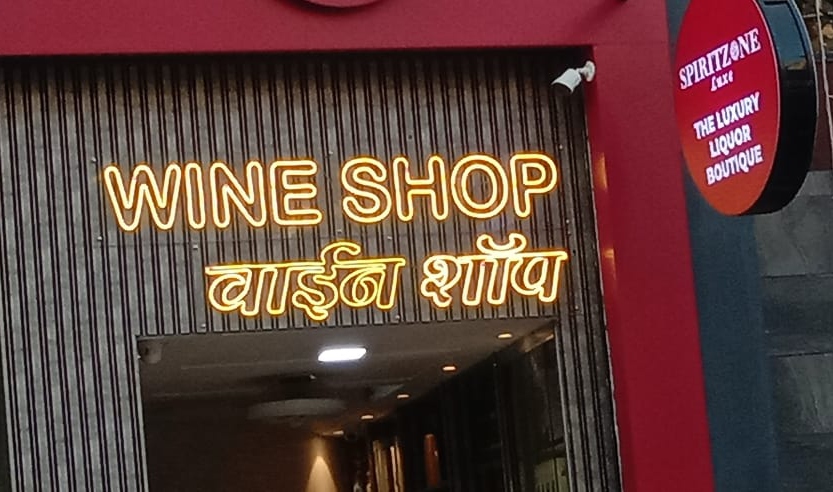 WINE SHOP
वाईन शॉप
SPIRITZONE
Luxe
THE LUXURY
LIQUOR
BOUTIQUE